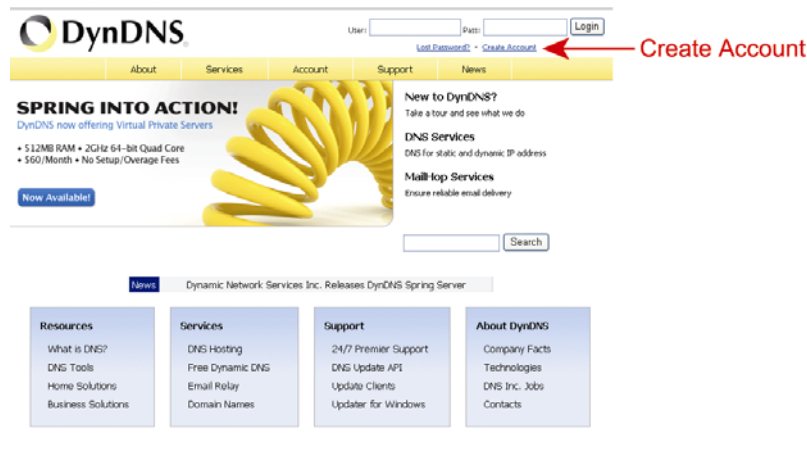 DynDNS
User: Pass: Login
Lost Password? • Create Account
Create Account
About Services Account Support News
SPRING INTO ACTION!
DynDNS now offering Virtual Private Servers
• 512MB RAM • 2GHz 64-bit Quad Core
• $60/Month • No Setup/Overage Fees
Now Available!
New to DynDNS?
Take a tour and see what we do
DNS Services
DNS for static and dynamic IP address
MailHop Services
Ensure reliable email delivery
Search
News Dynamic Network Services Inc. Releases DynDNS Spring Server
Resources
What is DNS?
DNS Tools
Home Solutions
Business Solutions
Services
DNS Hosting
Free Dynamic DNS
Email Relay
Domain Names
Support
24/7 Premier Support
DNS Update API
Update Clients
Updater for Windows
About DynDNS
Company Facts
Technologies
DNS Inc. Jobs
Contacts